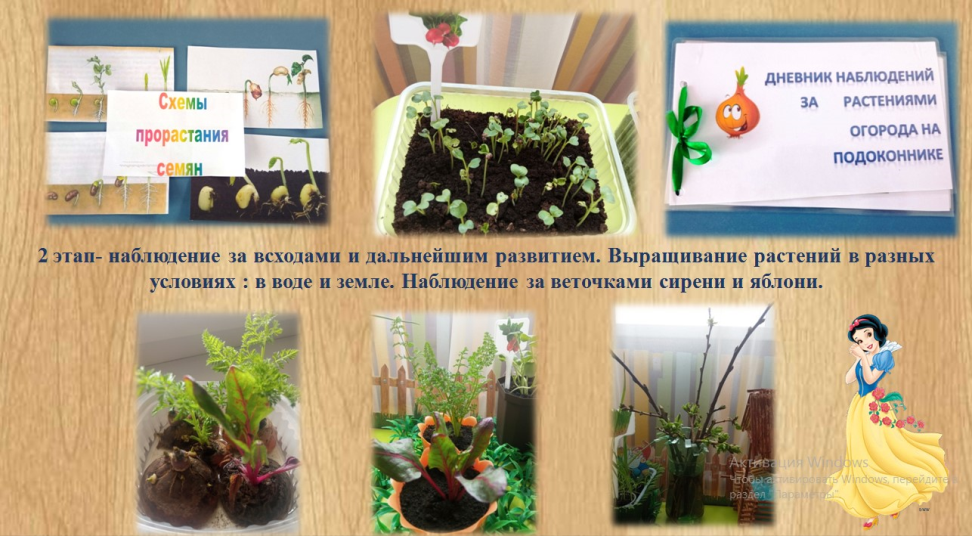 Схемы
прорастания
семян
ДНЕВНИК НАБЛЮДЕНИЙ
ЗА РАСТЕНИЯМИ
ОГОРОДА НА
ПОДОКОННИКЕ
2 этап- наблюдение за всходами и дальнейшим развитием. Выращивание растений в разных
условиях : в воде и земле. Наблюдение за веточками сирени и яблони.
Активация Windows
Чтобы активировать Windows, перейдите в
раздел "Параметры".